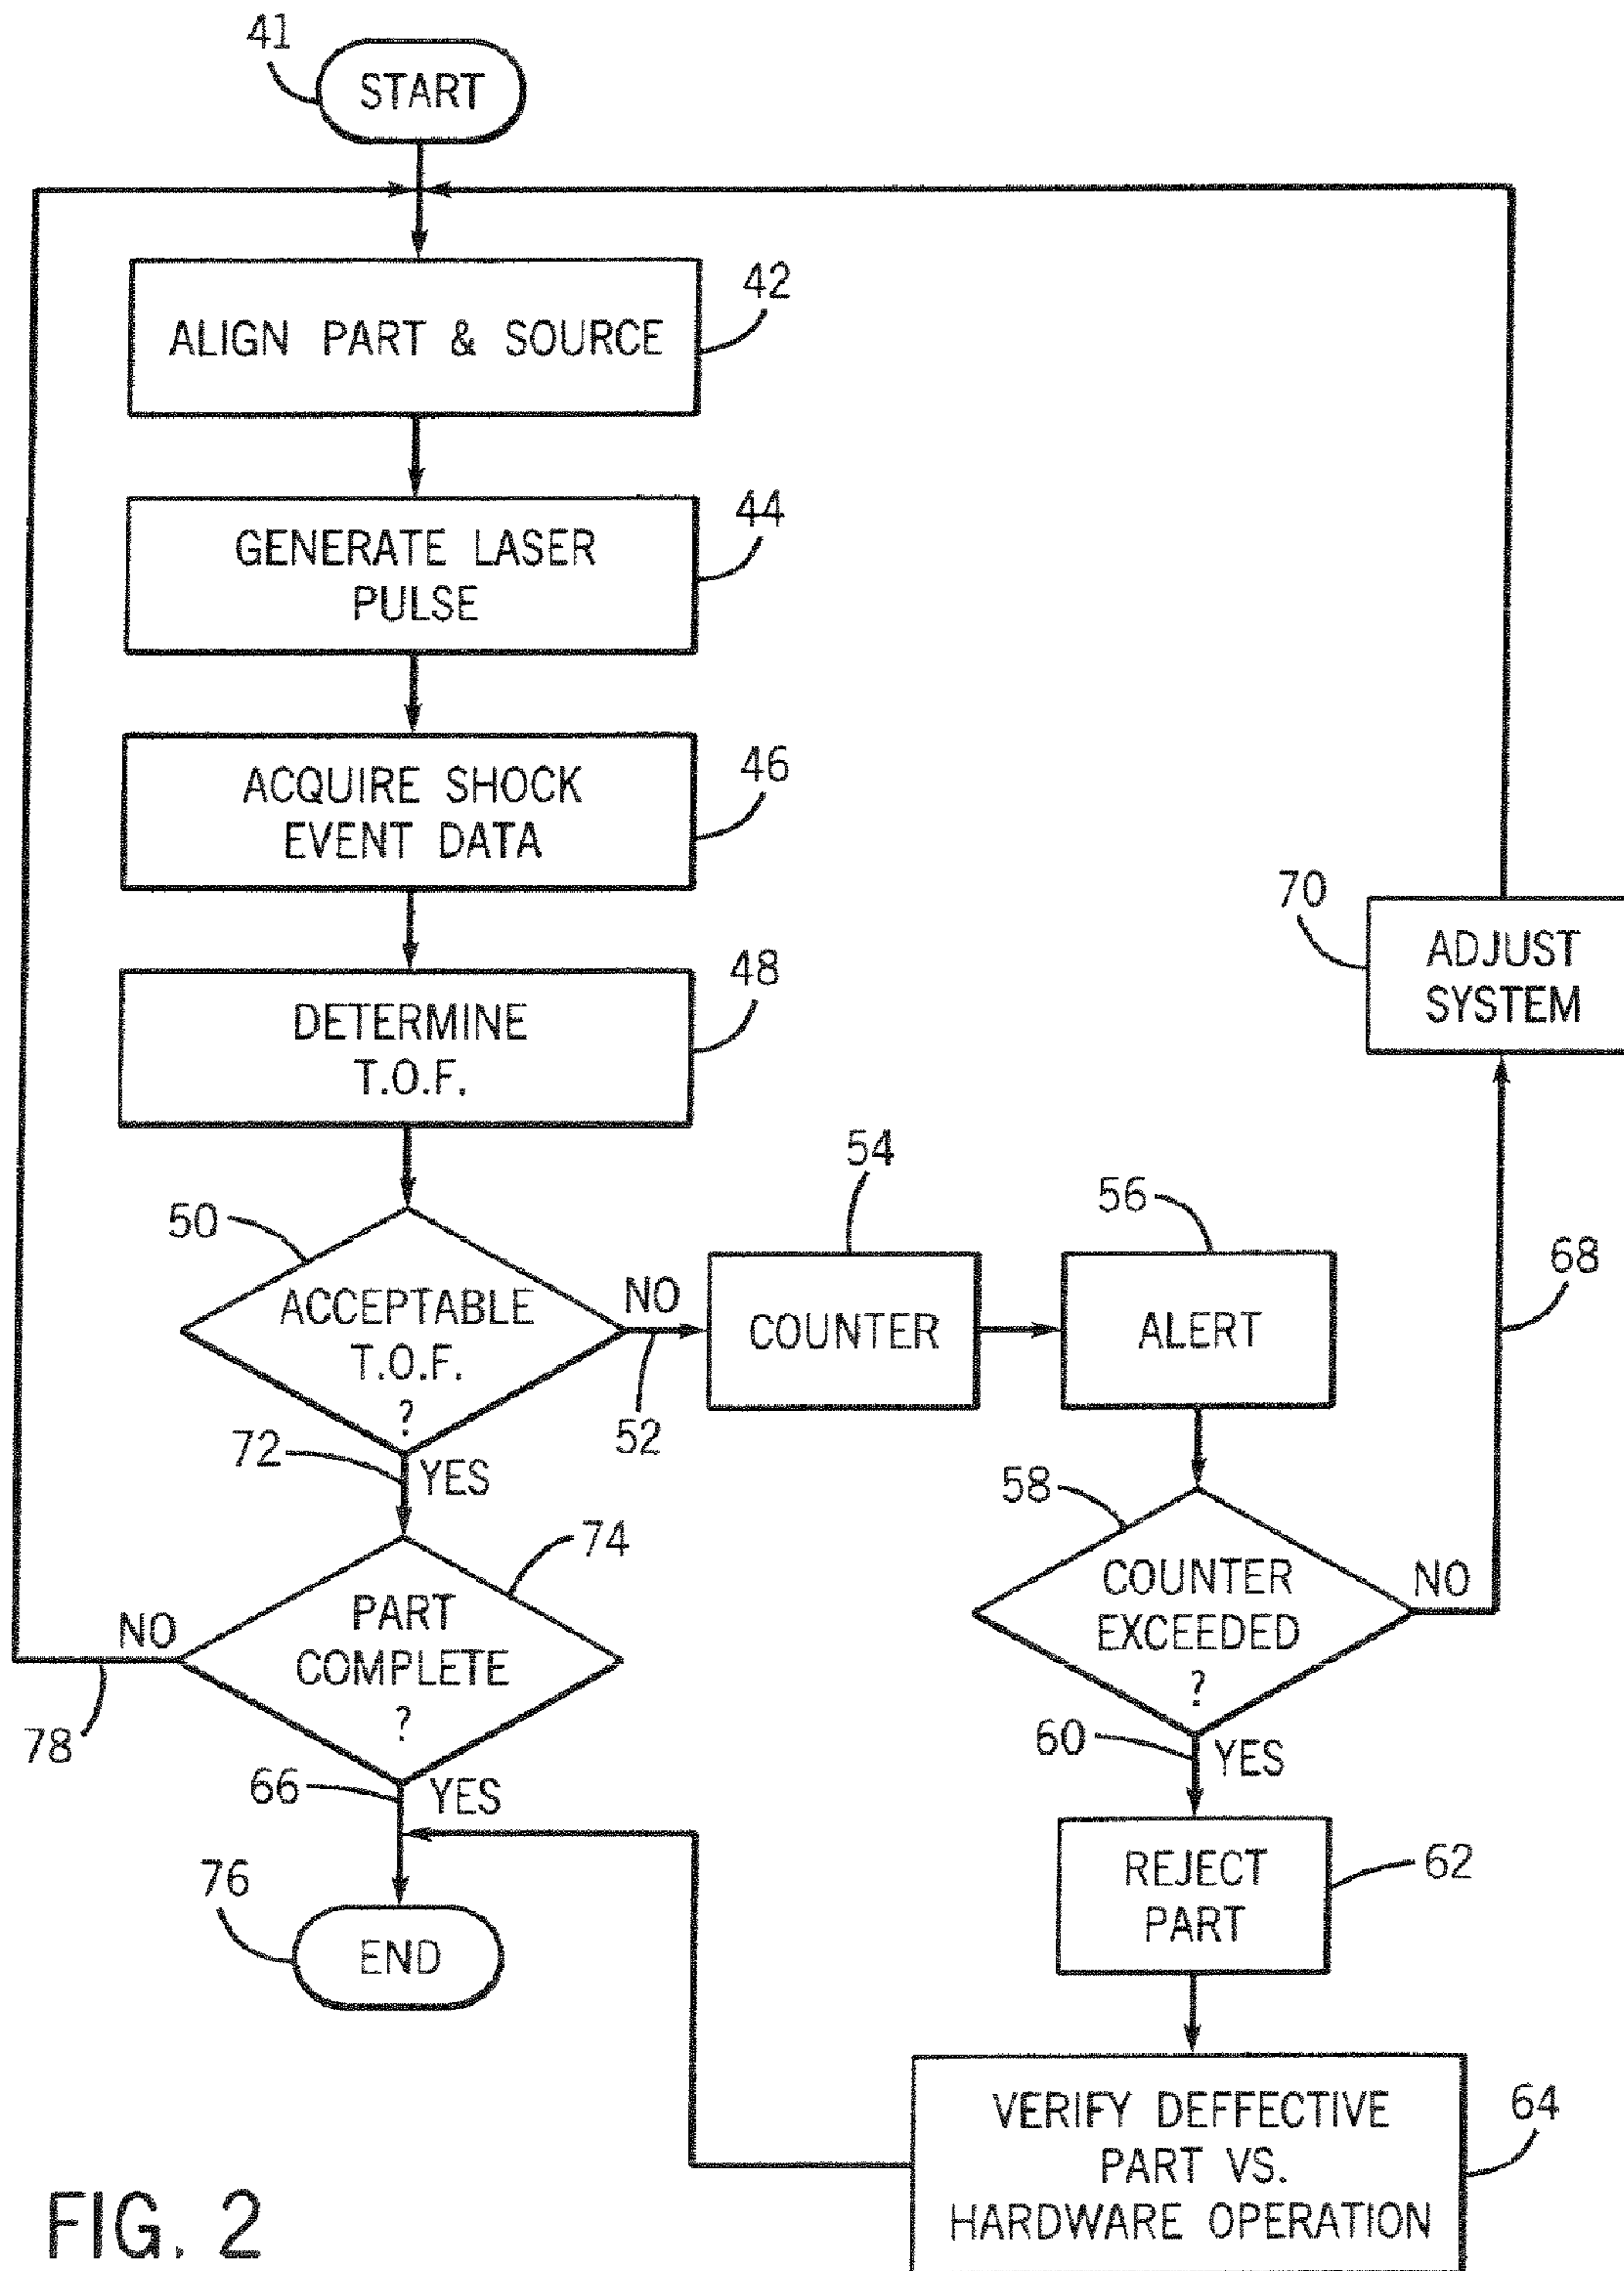 41
START
ALIGN PART & SOURCE
42
GENERATE LASER
PULSE
44
ACQUIRE SHOCK
EVENT DATA
46
DETERMINE
T.O.F.
48
70
ADJUST
SYSTEM
50
ACCEPTABLE
T.O.F.
?
NO
52
54
COUNTER
56
ALERT
68
72
YES
58
COUNTER
EXCEEDED
?
NO
74
PART
COMPLETE
?
NO
78
60
YES
66
YES
REJECT
PART
62
76
END
VERIFY DEFFECTIVE
PART VS.
HARDWARE OPERATION
64
FIG. 2